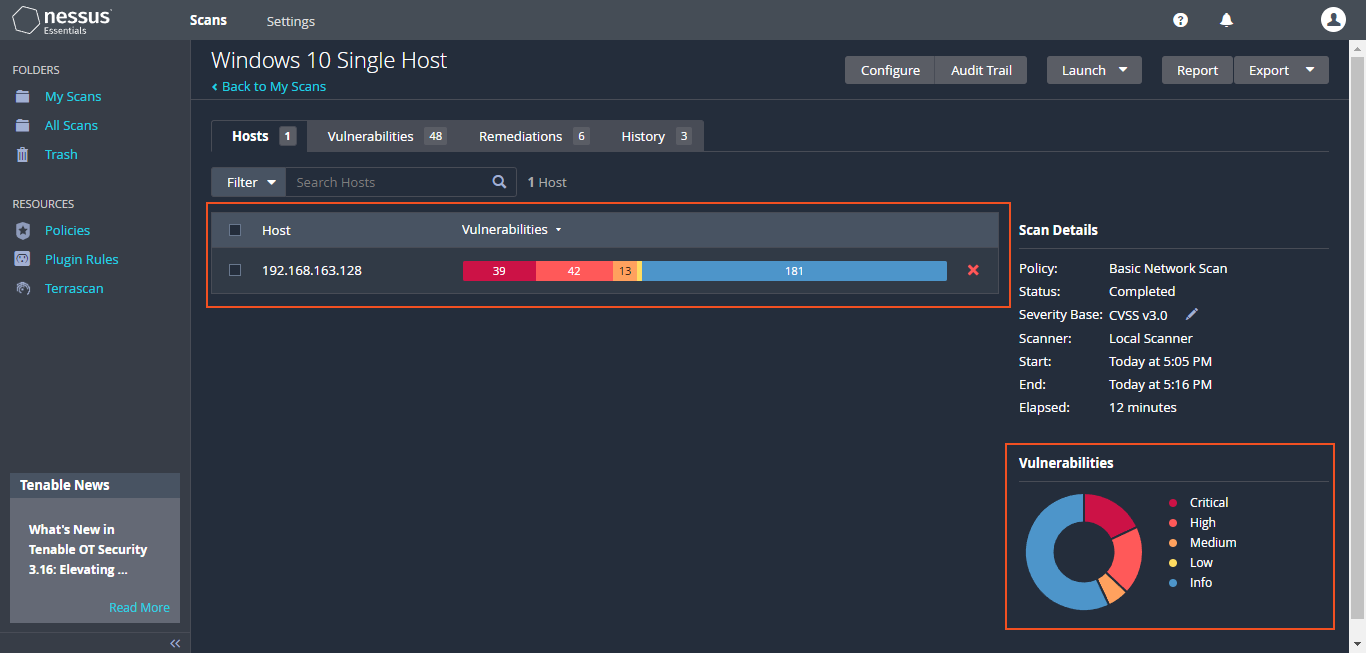 nessus
Essentials
Scans
Settings
FOLDERS
My Scans
All Scans
Trash
RESOURCES
Policies
Plugin Rules
Terrascan
Tenable News
What's New in
Tenable OT Security
3.16: Elevating ...
Read More
Windows 10 Single Host
Back to My Scans
Configure
Audit Trail
Launch
Report
Export
Hosts 1
Vulnerabilities 48
Remediations 6
History 3
Filter
Search Hosts
1 Host
Host Vulnerabilities
192.168.163.128 39 42 13 181
Scan Details
Policy: Basic Network Scan
Status: Completed
Severity Base: CVSS v3.0
Scanner: Local Scanner
Start: Today at 5:05 PM
End: Today at 5:16 PM
Elapsed: 12 minutes
Vulnerabilities
Critical
High
Medium
Low
Info